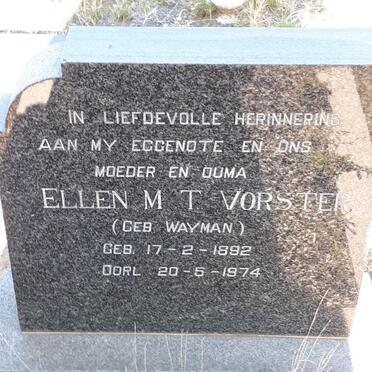 IN LIEFDEVOLLE HERINNERING
AAN MY EGGENOTE EN ONS
MOEDER EN OUMA
ELLEN M T VORSTER
(GEB WAYMAN)
GEB. 17-2-1892
OORL 20-5-1974